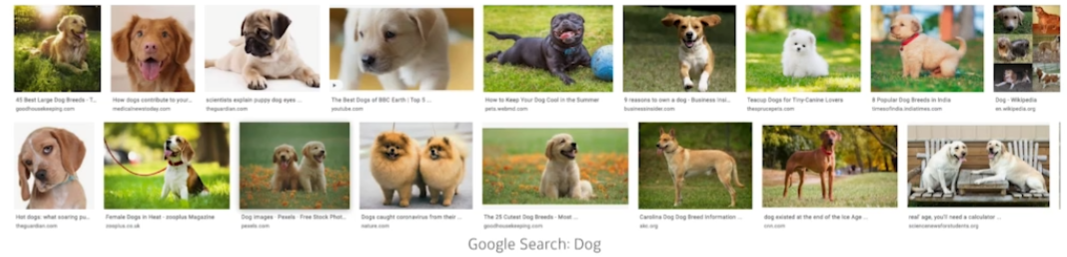 45 Best Large Dog Breeds - T...
goodhousekeeping.com
How dogs contribute to your...
medicalnewstoday.com
scientists explain puppy dog eyes ...
theguardian.com
The Best Dogs of BBC Earth | Top 5 ...
youtube.com
How to Keep Your Dog Cool in the Summer
pets.webmd.com
9 reasons to own a dog - Business Insi...
businessinsider.com
Teacup Dogs for Tiny-Canine Lovers
thesprucepets.com
8 Popular Dog Breeds in India
timesofindia.indiatimes.com
Dog - Wikipedia
en.wikipedia.org
Hot dogs: what soaring pu...
theguardian.com
Female Dogs in Heat - zooplus Magazine
zooplus.co.uk
Dog Images · Pexels · Free Stock Phot...
pexels.com
Dogs caught coronavirus from their ...
nature.com
The 25 Cutest Dog Breeds - Most ...
goodhousekeeping.com
Carolina Dog Dog Breed Information ...
akc.org
dog existed at the end of the Ice Age ...
cnn.com
real' age, you'll need a calculator ...
sciencenewsforstudents.org
Google Search: Dog